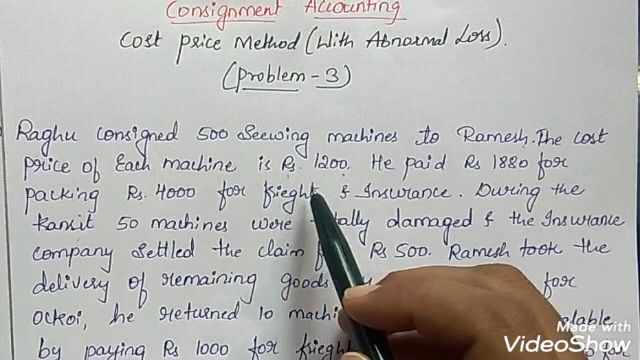 Consignment Accounting
Cost price Method (With Abnormal Loss).
(Problem - 3)
Raghu consigned 500 Seewing machines to Ramesh. The cost
price of Each machine is Rs. 1200. He paid Rs 1880 for
packing Rs. 4000 for frieght & Insurance. During the
transit 50 machines were damaged & the Insurance
company Settled the claim Rs 500. Ramesh took the
delivery of remaining goods for
octroi, he returned 10
by paying Rs 1000 for frieght
Made with
VideoShow